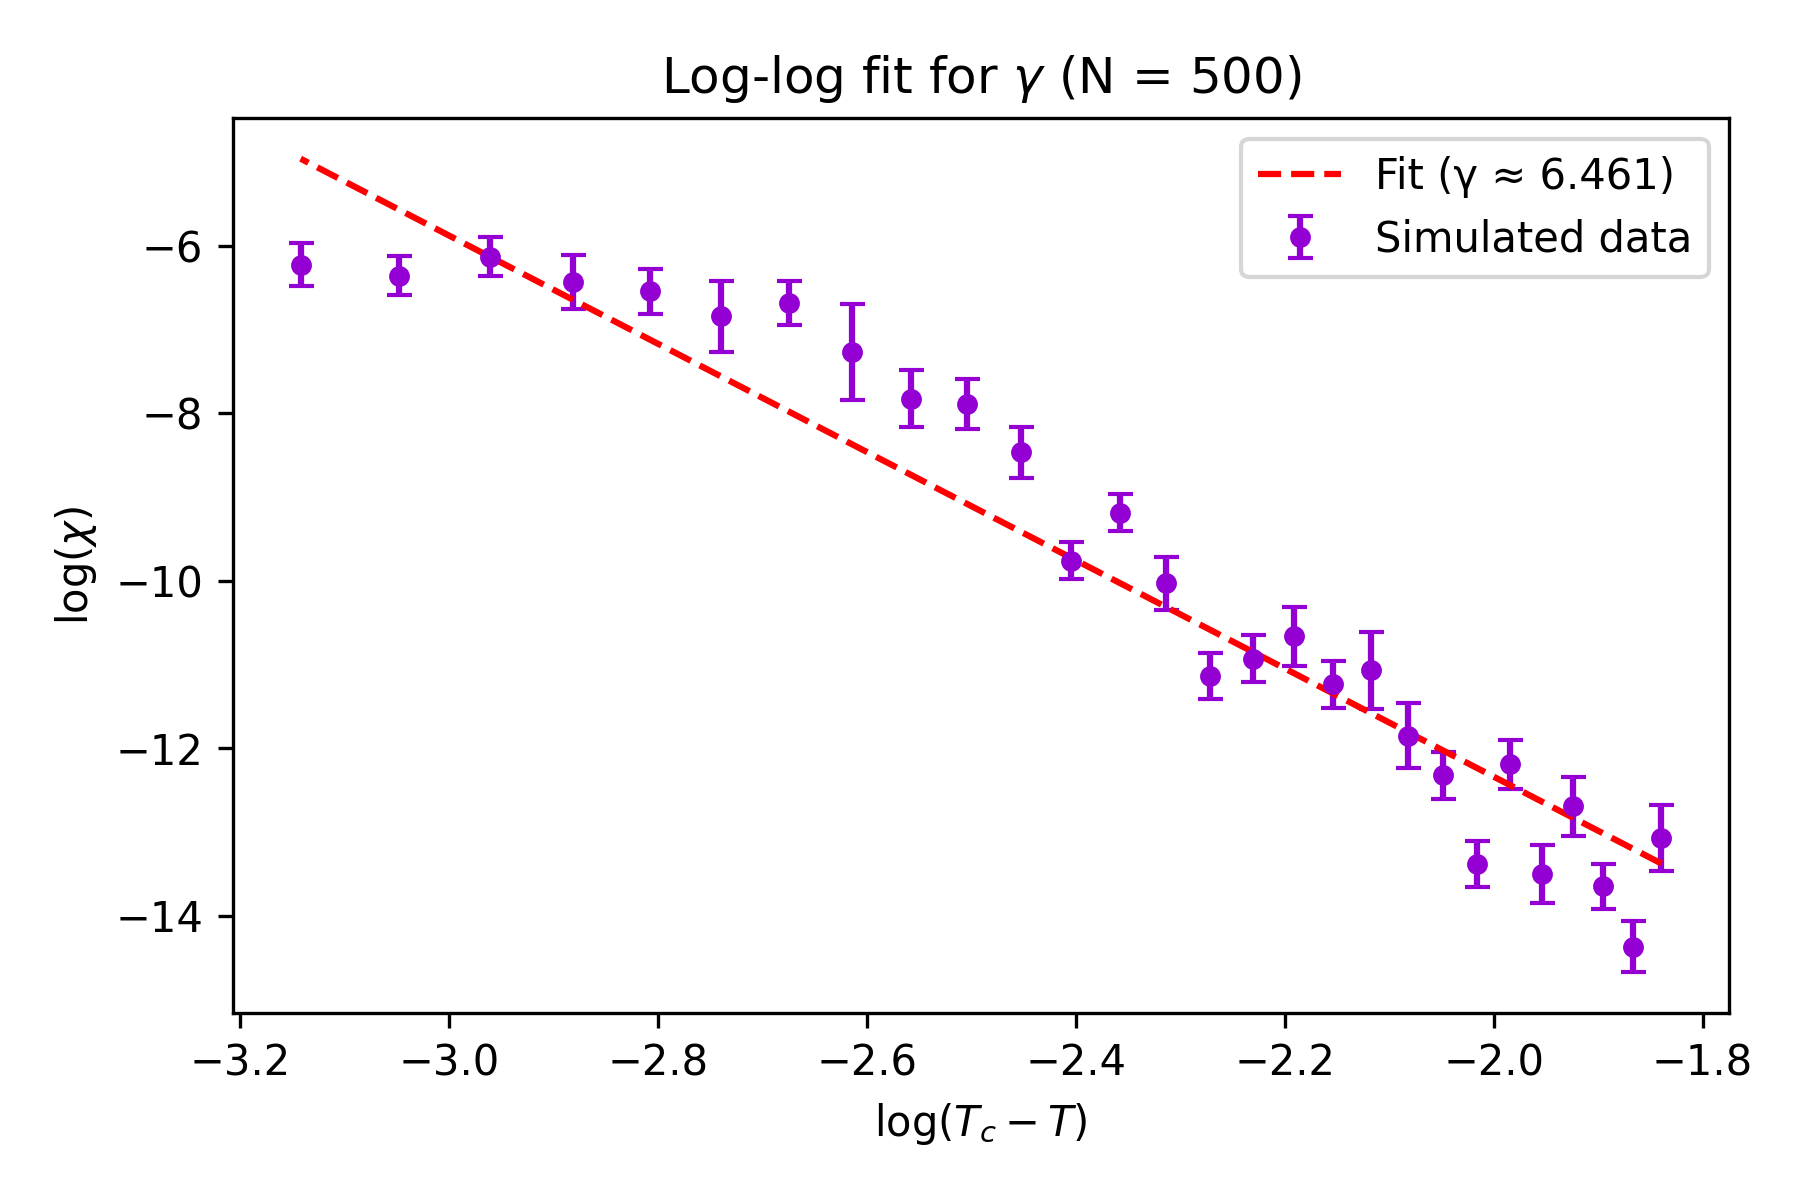 Log-log fit for γ (N = 500)
Fit (γ ≈ 6.461)
Simulated data
log(χ)
−6
−8
−10
−12
−14
−3.2 −3.0 −2.8 −2.6 −2.4 −2.2 −2.0 −1.8
log(T_c − T)